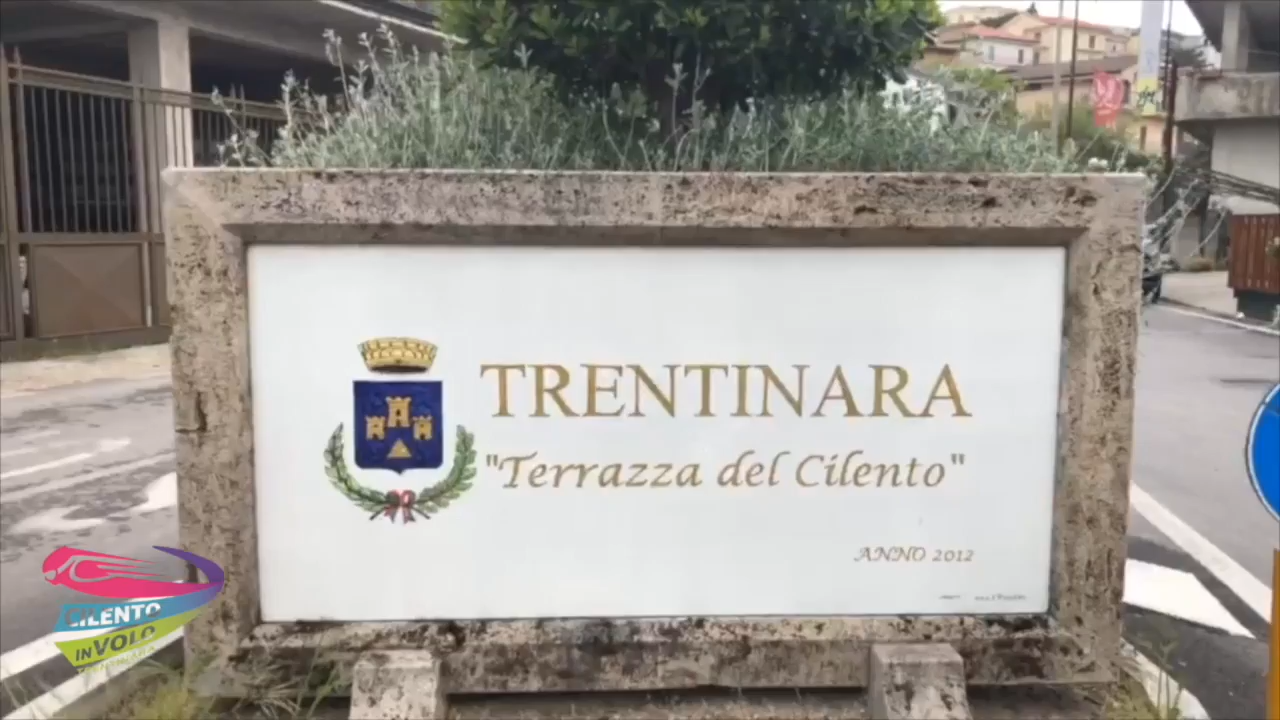 TRENTINARA
"Terrazza del Cilento"
ANNO 2012
CILENTO
IN VOLO